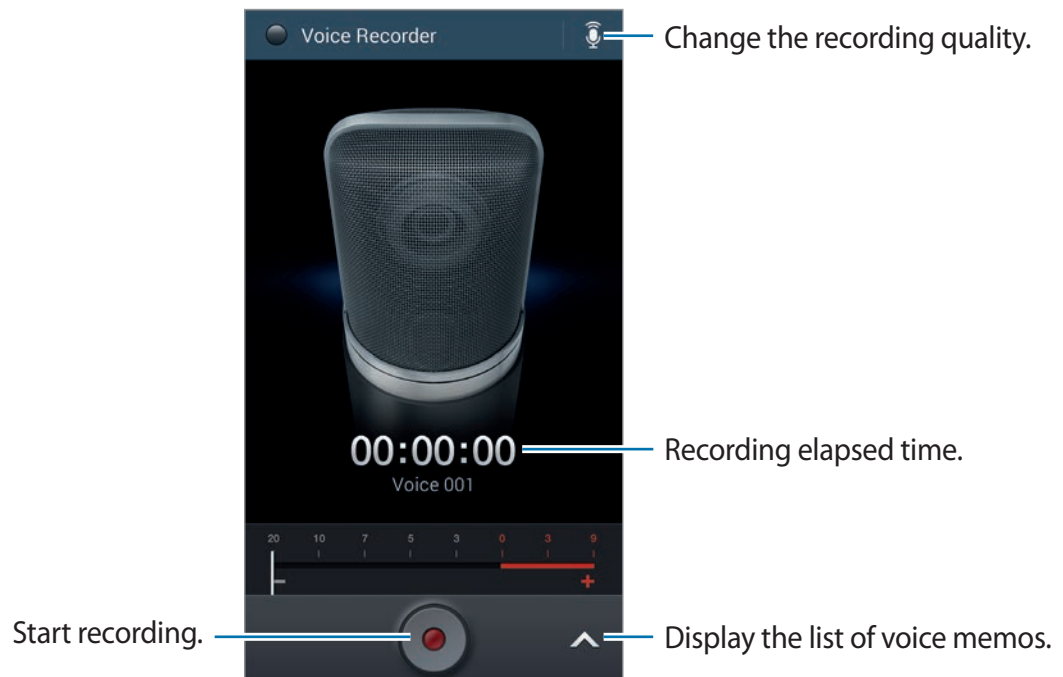 Voice Recorder
Change the recording quality.
00:00:00
Recording elapsed time.
Voice 001
20 10 7 5 3 0 3 9
- +
Start recording.
Display the list of voice memos.